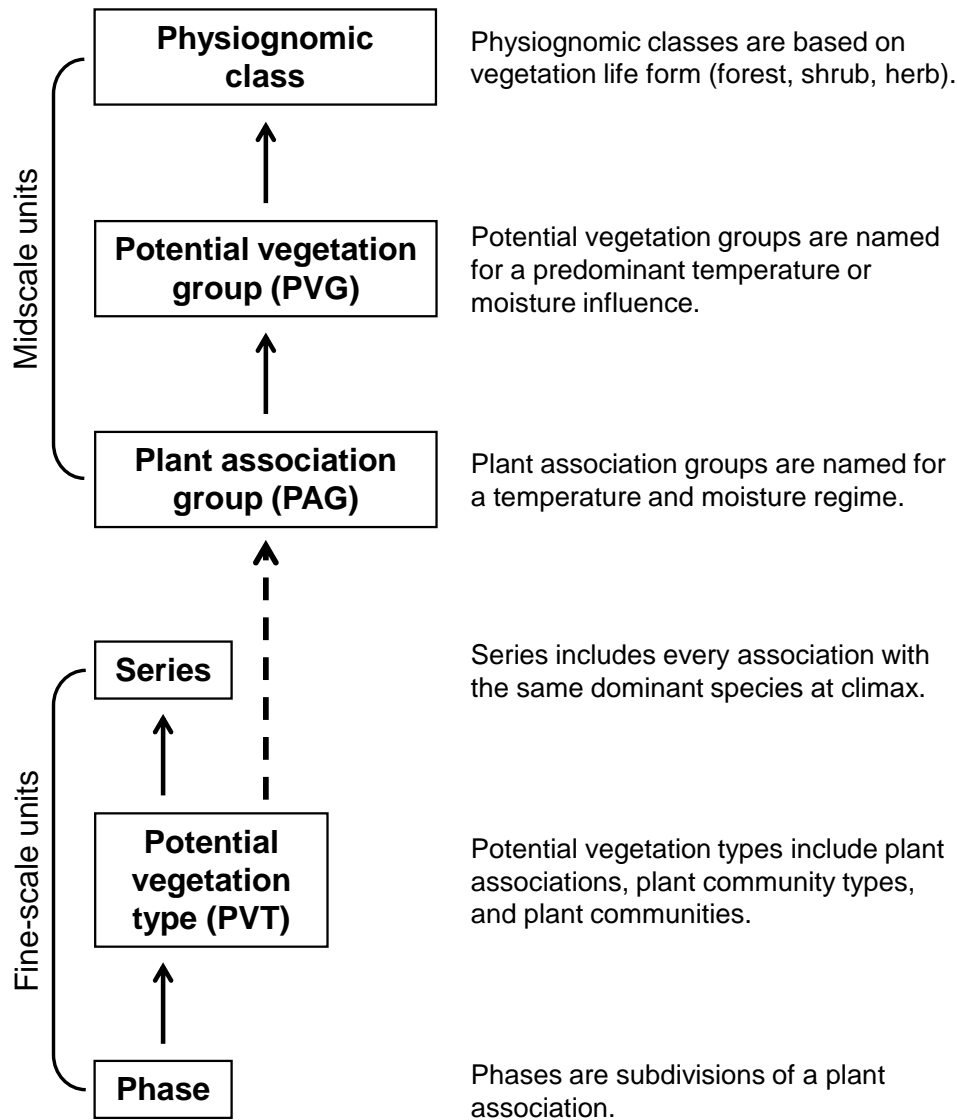 Physiognomic
class
Physiognomic classes are based on
vegetation life form (forest, shrub, herb).
Midscale units
Potential vegetation
group (PVG)
Potential vegetation groups are named
for a predominant temperature or
moisture influence.
Plant association
group (PAG)
Plant association groups are named for
a temperature and moisture regime.
Fine-scale units
Series
Series includes every association with
the same dominant species at climax.
Potential
vegetation
type (PVT)
Potential vegetation types include plant
associations, plant community types,
and plant communities.
Phase
Phases are subdivisions of a plant
association.